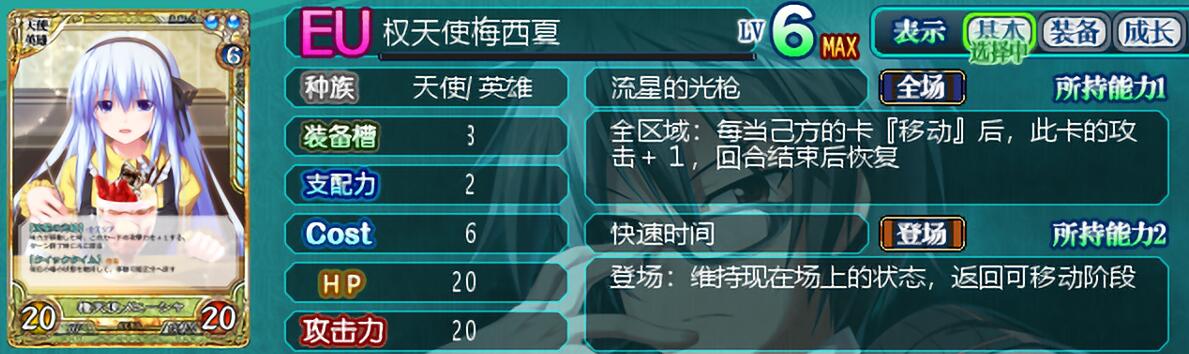 天使
英雄
6
20
20
EU 权天使梅西夏 LV 6 MAX
表示 基本 装备 成长
选择中
种族 天使/英雄
装备槽 3
支配力 2
Cost 6
HP 20
攻击力 20
流星的光枪 全场 所持能力1
全区域：每当己方的卡『移动』后，此卡的攻
击＋１，回合结束后恢复
快速时间 登场 所持能力2
登场：维持现在场上的状态，返回可移动阶段